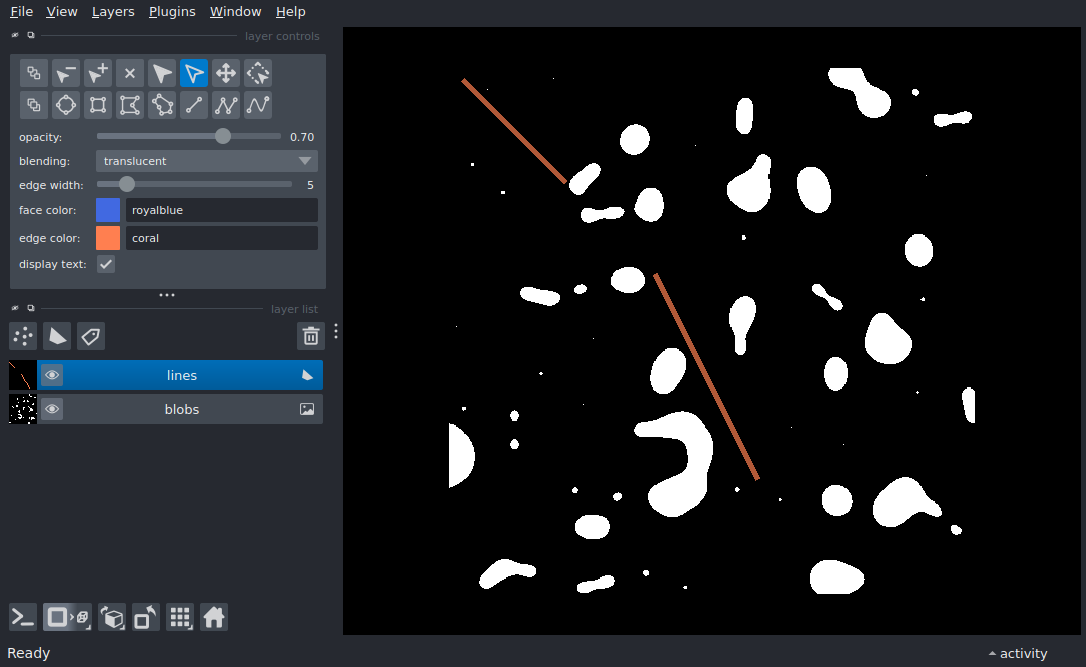 File View Layers Plugins Window Help
layer controls
opacity: 0.70
blending: translucent
edge width: 5
face color: royalblue
edge color: coral
display text:
layer list
lines
blobs
Ready activity